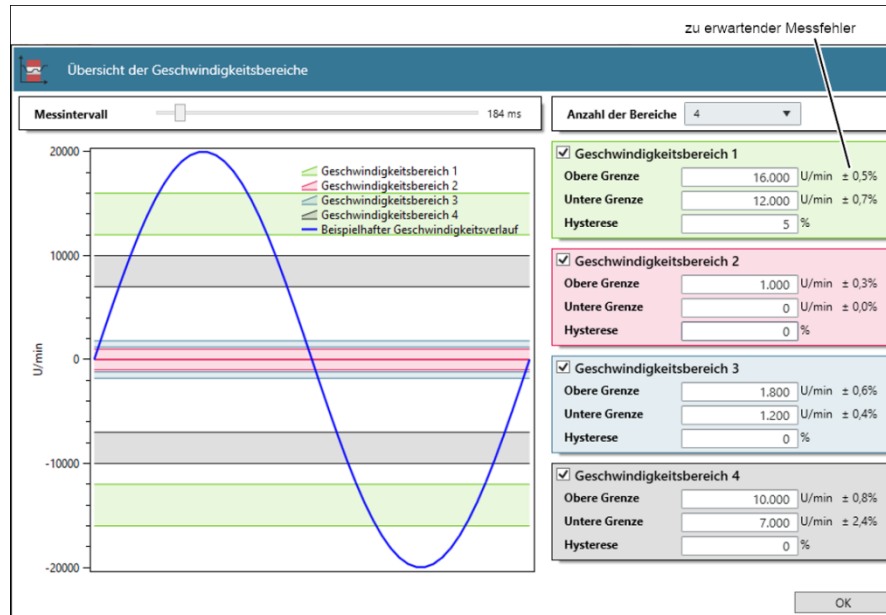 zu erwartender Messfehler
Übersicht der Geschwindigkeitsbereiche
Messintervall 184 ms
Anzahl der Bereiche 4
20000
10000
0
-10000
-20000
U/min
Geschwindigkeitsbereich 1
Geschwindigkeitsbereich 2
Geschwindigkeitsbereich 3
Geschwindigkeitsbereich 4
Beispielhafter Geschwindigkeitsverlauf
Geschwindigkeitsbereich 1
Obere Grenze 16.000 U/min ± 0,5%
Untere Grenze 12.000 U/min ± 0,7%
Hysterese 5 %
Geschwindigkeitsbereich 2
Obere Grenze 1.000 U/min ± 0,3%
Untere Grenze 0 U/min ± 0,0%
Hysterese 0 %
Geschwindigkeitsbereich 3
Obere Grenze 1.800 U/min ± 0,6%
Untere Grenze 1.200 U/min ± 0,4%
Hysterese 0 %
Geschwindigkeitsbereich 4
Obere Grenze 10.000 U/min ± 0,8%
Untere Grenze 7.000 U/min ± 2,4%
Hysterese 0 %
OK